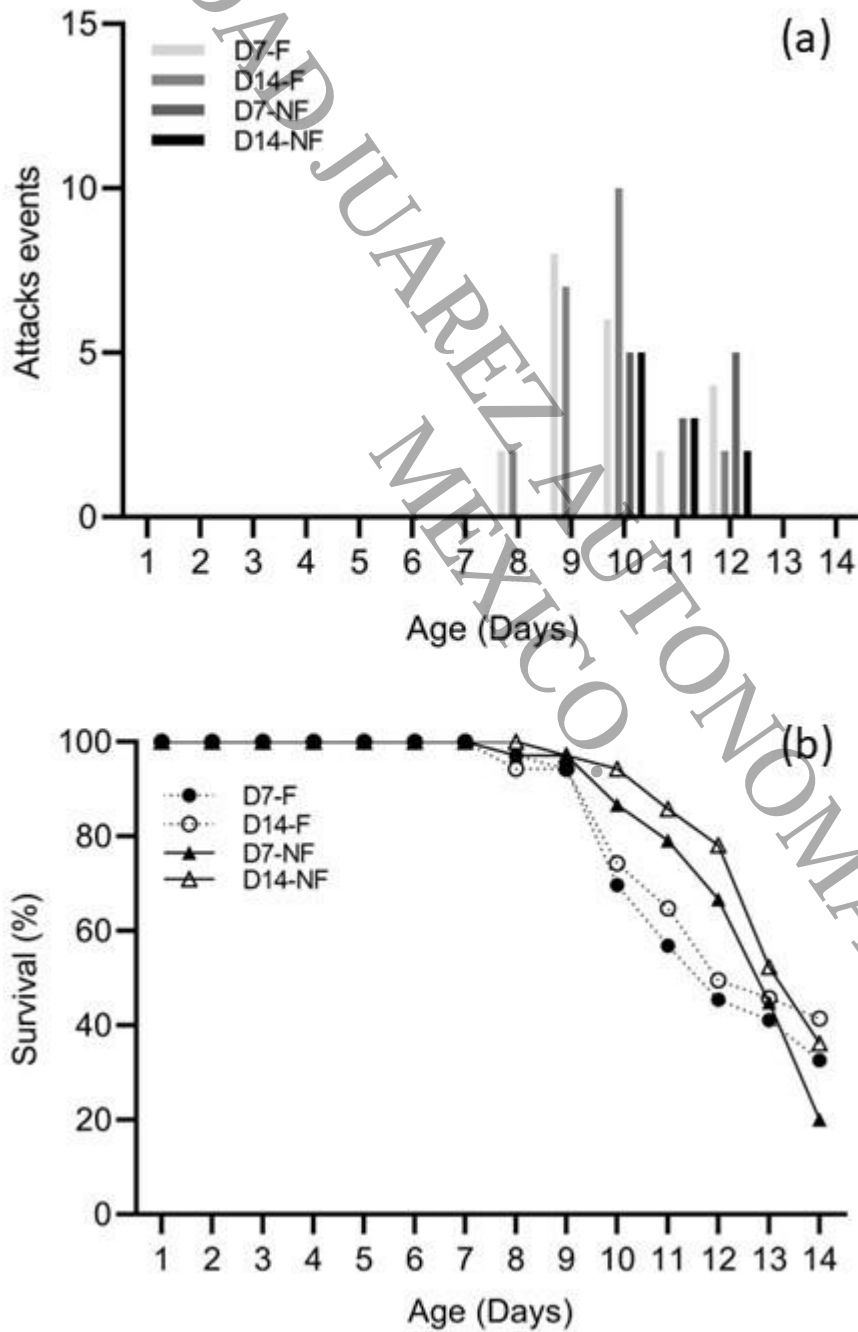 15
(a)
D7-F
D14-F
D7-NF
D14-NF
10
5
0
Attacks events
1 2 3 4 5 6 7 8 9 10 11 12 13 14
Age (Days)
DAD JUAREZ AUTONOMA
MEXICO.
(b)
100
D7-F
D14-F
D7-NF
D14-NF
80
60
40
20
0
Survival (%)
1 2 3 4 5 6 7 8 9 10 11 12 13 14
Age (Days)